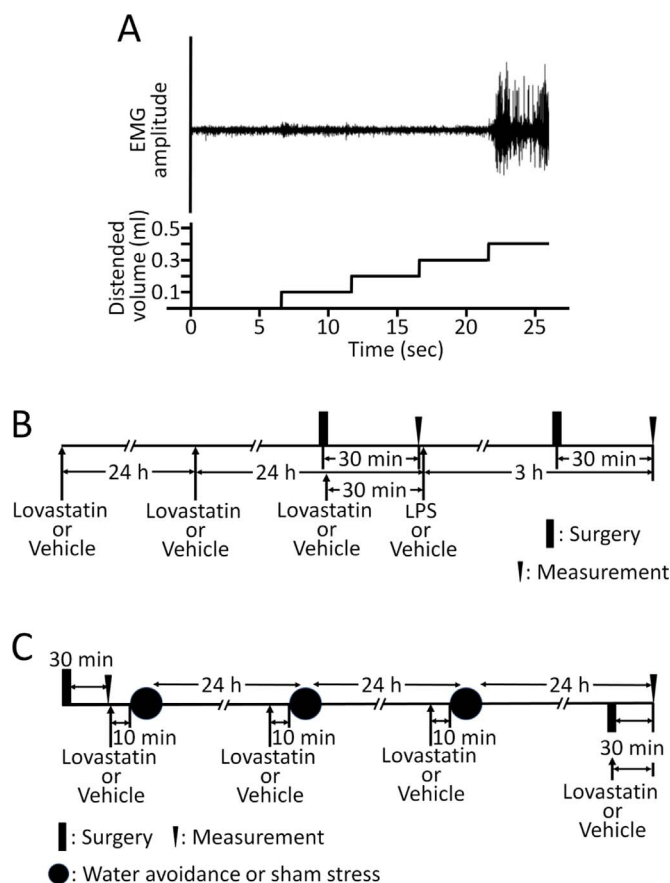 A
EMG
amplitude
Distended
volume (ml)
0.5
0.3
0.1
0 5 10 15 20 25
Time (sec)
B
30 min 30 min
24 h 24 h 3 h
30 min
Lovastatin or Vehicle
Lovastatin or Vehicle
Lovastatin or Vehicle
LPS or Vehicle
: Surgery
: Measurement
C
30 min
24 h 24 h 24 h
10 min 10 min 10 min 30 min
Lovastatin or Vehicle
Lovastatin or Vehicle
Lovastatin or Vehicle
Lovastatin or Vehicle
: Surgery : Measurement
: Water avoidance or sham stress